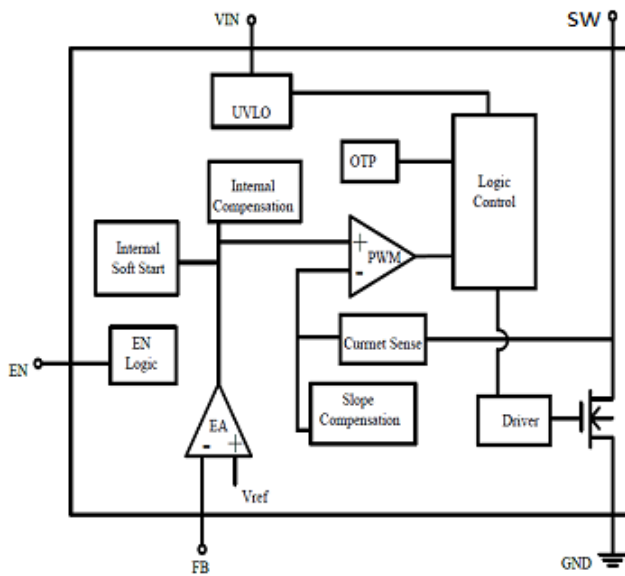 VIN
SW
UVLO
OTP
Logic
Control
Internal
Compensation
+
PWM
-
Internal
Soft Start
EN
Logic
EN
Curmet Sense
Slope
Compensation
EA
- +
Driver
Vref
FB
GND